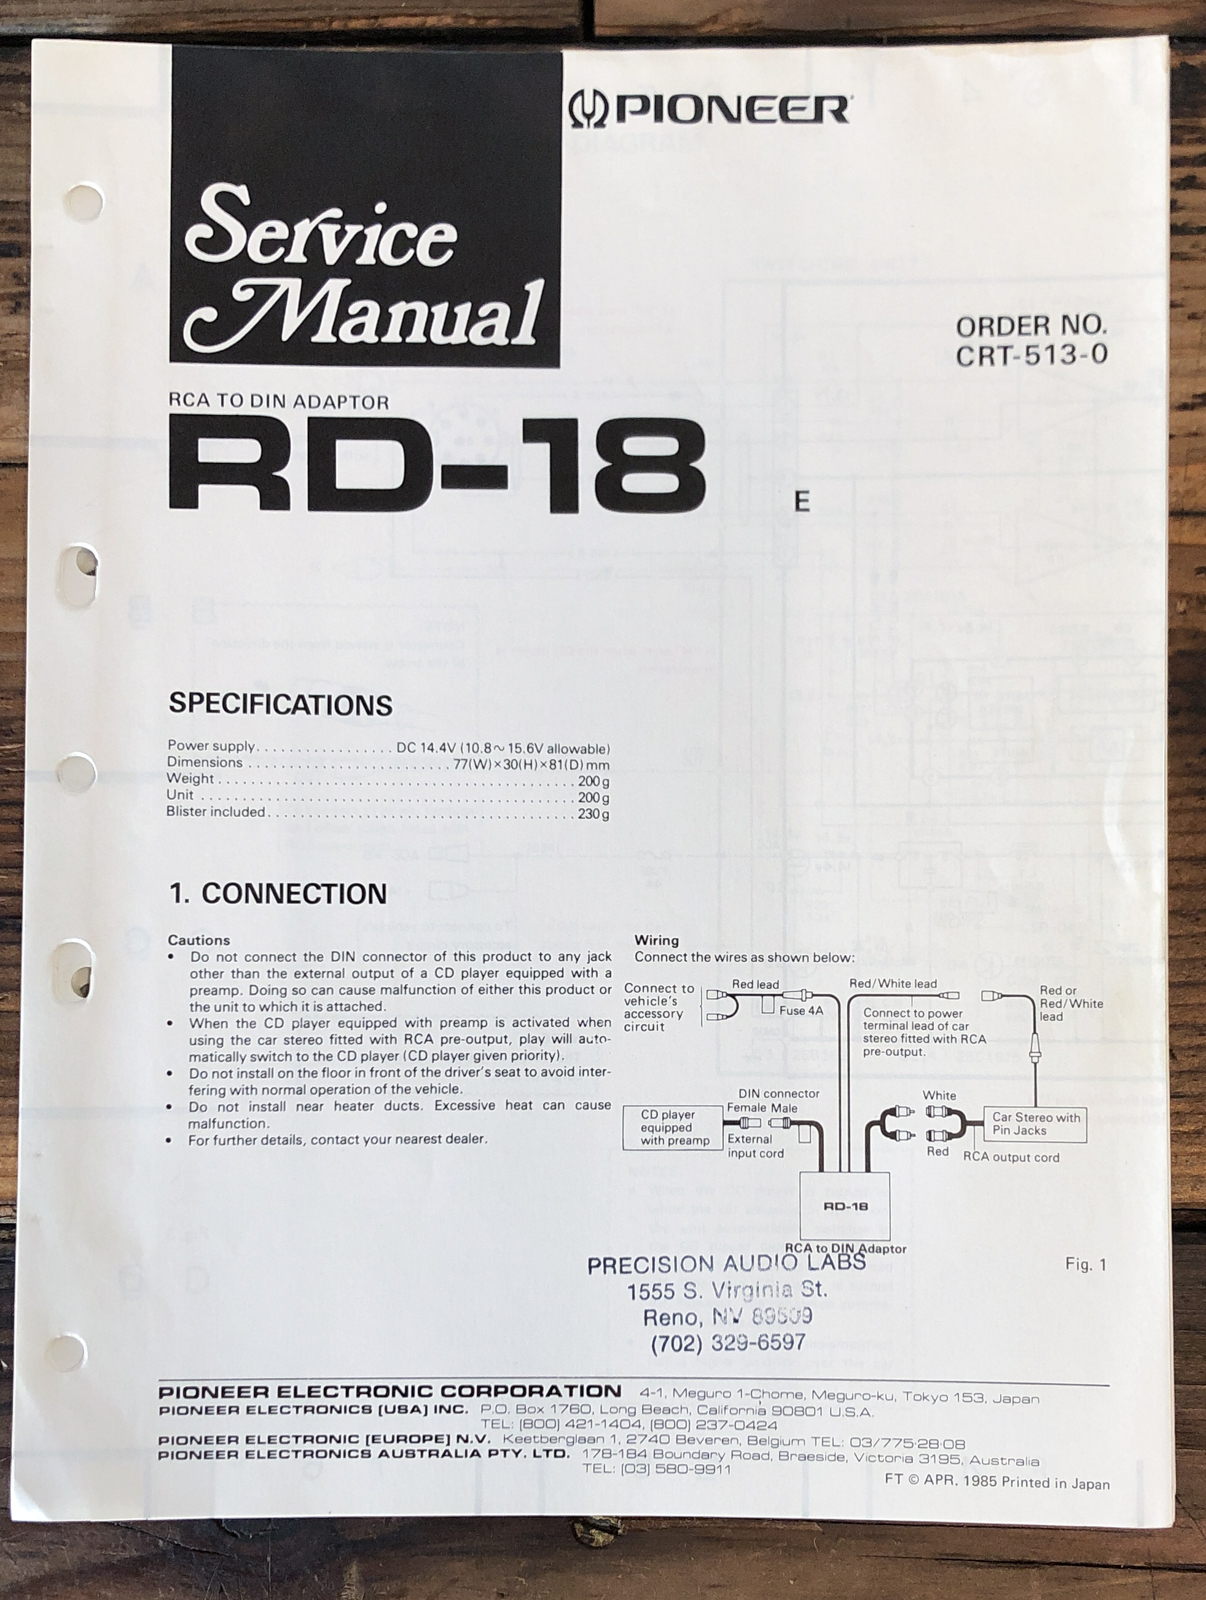 PIONEER
Service
Manual
ORDER NO.
CRT-513-0
RCA TO DIN ADAPTOR
RD-18
E
SPECIFICATIONS
Power supply. . . . . . . . . . . . . . . . . DC 14.4V (10.8~15.6V allowable)
Dimensions . . . . . . . . . . . . . . . . . . . . . . . . . 77(W)×30(H)×81(D)mm
Weight . . . . . . . . . . . . . . . . . . . . . . . . . . . . . . . . . . . . . . . . . . . . 200g
Unit . . . . . . . . . . . . . . . . . . . . . . . . . . . . . . . . . . . . . . . . . . . . . . 200g
Blister included. . . . . . . . . . . . . . . . . . . . . . . . . . . . . . . . . . . . . . 230g
1. CONNECTION
Cautions
• Do not connect the DIN connector of this product to any jack
other than the external output of a CD player equipped with a
preamp. Doing so can cause malfunction of either this product or
the unit to which it is attached.
• When the CD player equipped with preamp is activated when
using the car stereo fitted with RCA pre-output, play will auto-
matically switch to the CD player (CD player given priority).
• Do not install on the floor in front of the driver's seat to avoid inter-
fering with normal operation of the vehicle.
• Do not install near heater ducts. Excessive heat can cause
malfunction.
• For further details, contact your nearest dealer.
Wiring
Connect the wires as shown below:
Connect to
vehicle's
accessory
circuit
Red lead
Fuse 4A
Red/White lead
Connect to power
terminal lead of car
stereo fitted with RCA
pre-output.
Red or
Red/White
lead
DIN connector
Female Male
CD player
equipped
with preamp
External
input cord
White
Red
Car Stereo with
Pin Jacks
RCA output cord
RD-18
RCA to DIN Adaptor
Fig. 1
PRECISION AUDIO LABS
1555 S. Virginia St.
Reno, NV 89509
(702) 329-6597
PIONEER ELECTRONIC CORPORATION 4-1, Meguro 1-Chome, Meguro-ku, Tokyo 153, Japan
PIONEER ELECTRONICS [USA] INC. P.O. Box 1760, Long Beach, California 90801 U.S.A.
TEL: (800) 421-1404, (800) 237-0424
PIONEER ELECTRONIC [EUROPE] N.V. Keetberglaan 1, 2740 Beveren, Belgium TEL: 03/775·28·08
PIONEER ELECTRONICS AUSTRALIA PTY. LTD. 178-184 Boundary Road, Braeside, Victoria 3195, Australia
TEL: (03) 580-9911
FT © APR. 1985 Printed in Japan